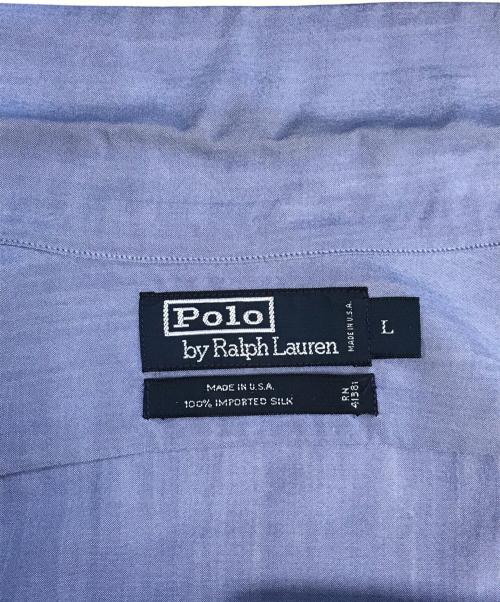 Polo
by Ralph Lauren
MADE IN U.S.A.
L
MADE IN U.S.A.
100% IMPORTED SILK
RN
41381